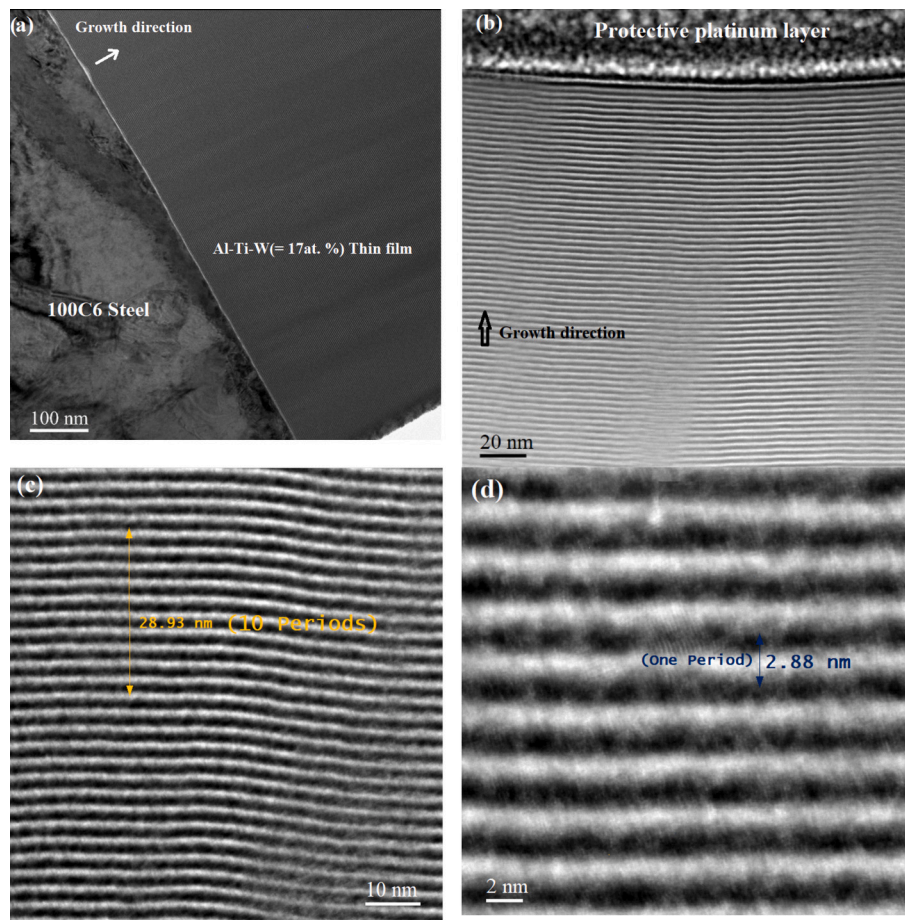 (a)
Growth direction
Al-Ti-W(= 17at. %) Thin film
100C6 Steel
100 nm
(b)
Protective platinum layer
Growth direction
20 nm
(c)
28.93 nm (10 Periods)
10 nm
(d)
(One Period) 2.88 nm
2 nm